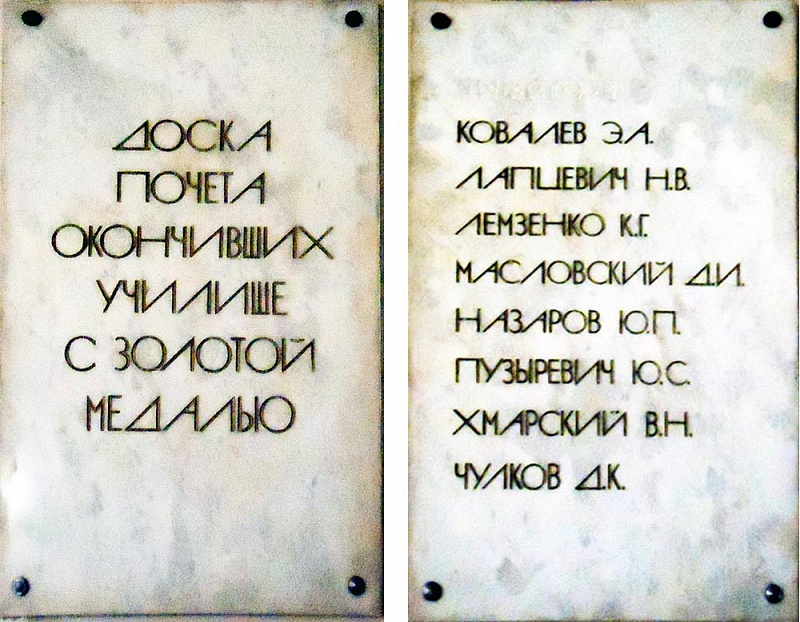 ДОСКА
ПОЧЕТА
ОКОНЧИВШИХ
УЧИЛИЩЕ
С ЗОЛОТОЙ
МЕДАЛЬЮ
КОВАЛЕВ Э.А.
ЛАПЦЕВИЧ Н.В.
ЛЕМЗЕНКО К.Г.
МАСЛОВСКИЙ Д.И.
НАЗАРОВ Ю.П.
ПУЗЫРЕВИЧ Ю.С.
ХМАРСКИЙ В.Н.
ЧУЛКОВ Д.К.